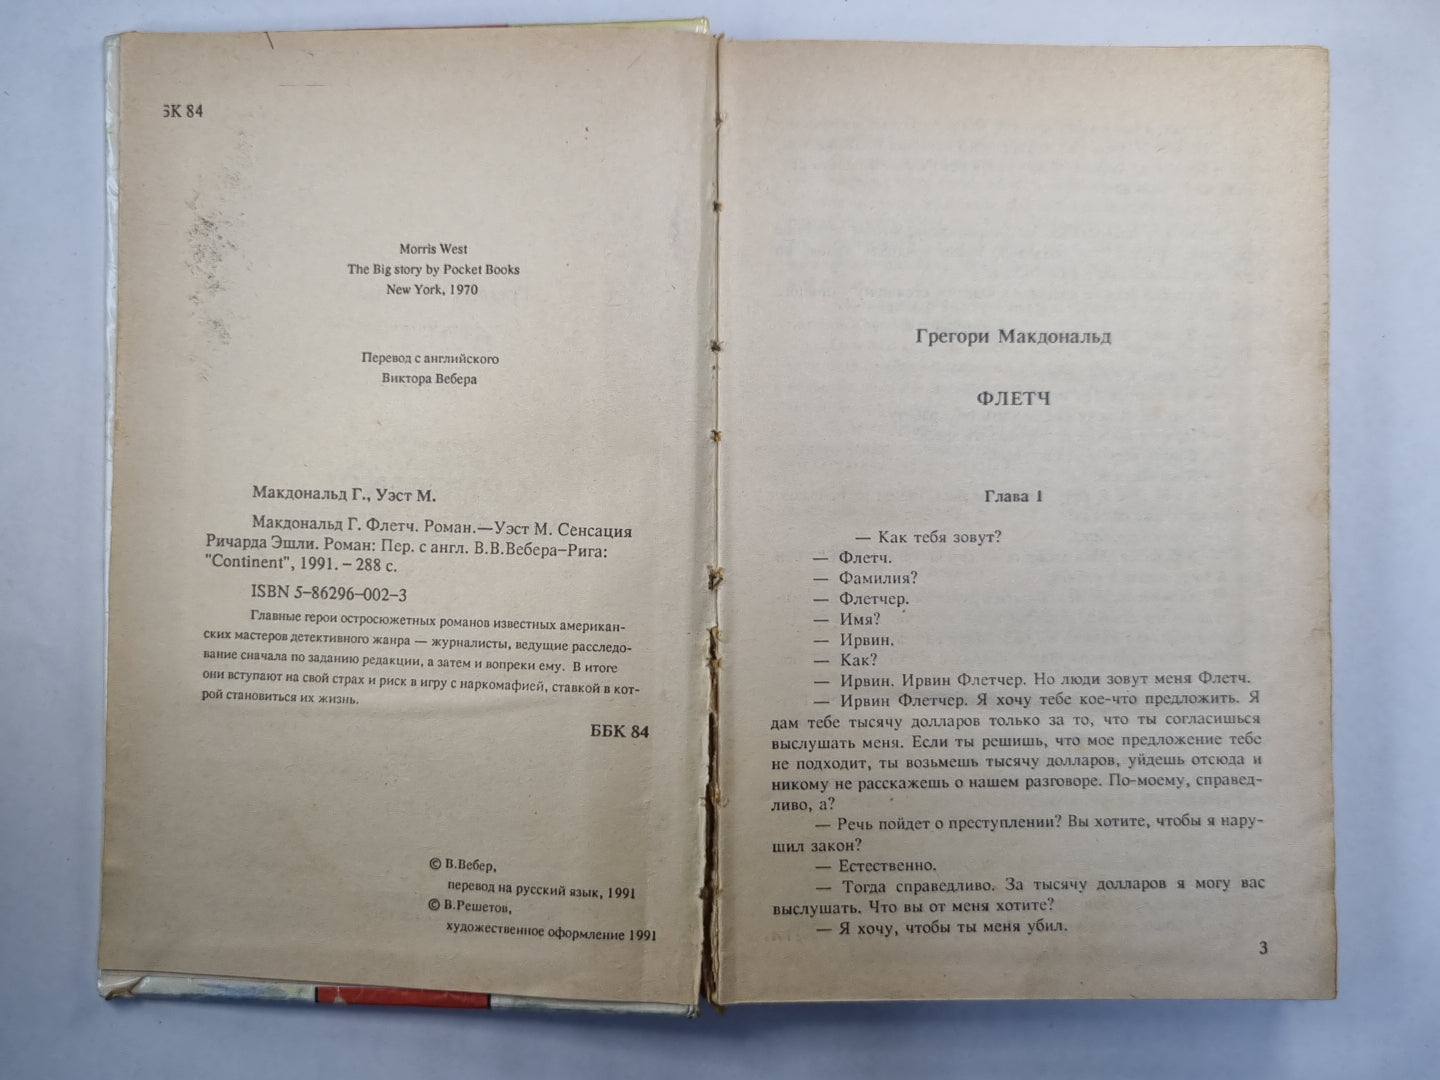 БК 84
Morris West
The Big story by Pocket Books
New York, 1970
Перевод с английского
Виктора Вебера
Макдональд Г., Уэст М.
Макдональд Г. Флетч. Роман.—Уэст М. Сенсация
Ричарда Эшли. Роман: Пер. с англ. В.В.Вебера—Рига:
"Continent", 1991. – 288 с.
ISBN 5–86296–002–3
Главные герои остросюжетных романов известных американ-
ских мастеров детективного жанра — журналисты, ведущие расследо-
вание сначала по заданию редакции, а затем и вопреки ему. В итоге
они вступают на свой страх и риск в игру с наркомафией, ставкой в кот-
рой становиться их жизнь.
ББК 84
© В.Вебер,
перевод на русский язык, 1991
© В.Решетов,
художественное оформление 1991
Грегори Макдональд
ФЛЕТЧ
Глава 1
— Как тебя зовут?
— Флетч.
— Фамилия?
— Флетчер.
— Имя?
— Ирвин.
— Как?
— Ирвин. Ирвин Флетчер. Но люди зовут меня Флетч.
— Ирвин Флетчер. Я хочу тебе кое-что предложить. Я
дам тебе тысячу долларов только за то, что ты согласишься
выслушать меня. Если ты решишь, что мое предложение тебе
не подходит, ты возьмешь тысячу долларов, уйдешь отсюда и
никому не расскажешь о нашем разговоре. По-моему, справед-
ливо, а?
— Речь пойдет о преступлении? Вы хотите, чтобы я нару-
шил закон?
— Естественно.
— Тогда справедливо. За тысячу долларов я могу вас
выслушать. Что вы от меня хотите?
— Я хочу, чтобы ты меня убил.
3